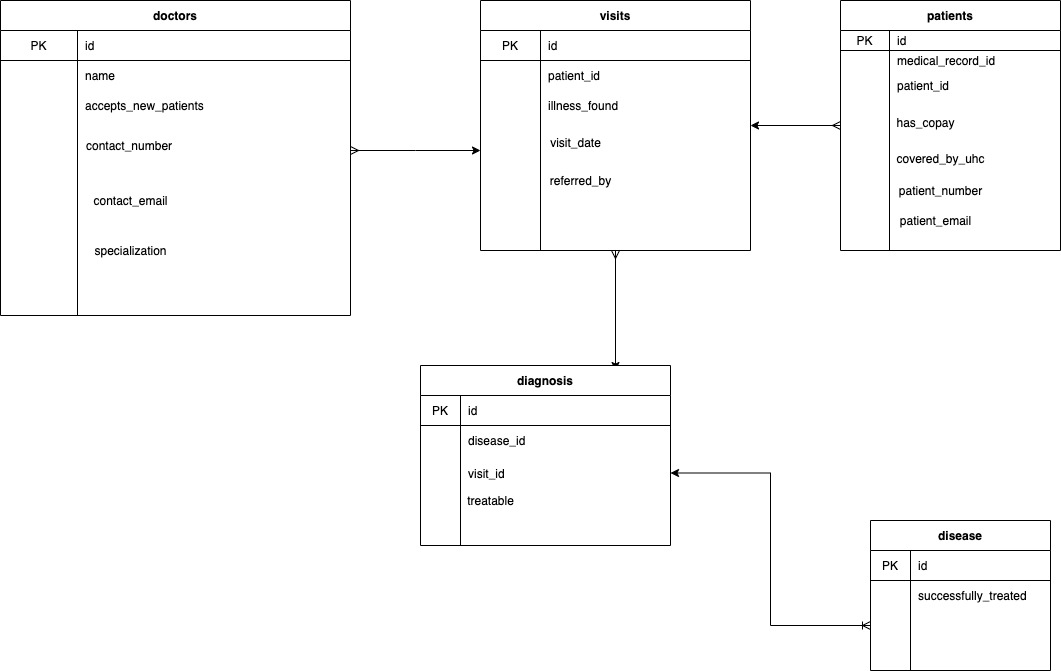 doctors
PK id
name
accepts_new_patients
contact_number
contact_email
specialization
visits
PK id
patient_id
illness_found
visit_date
referred_by
patients
PK id
medical_record_id
patient_id
has_copay
covered_by_uhc
patient_number
patient_email
diagnosis
PK id
disease_id
visit_id
treatable
disease
PK id
successfully_treated